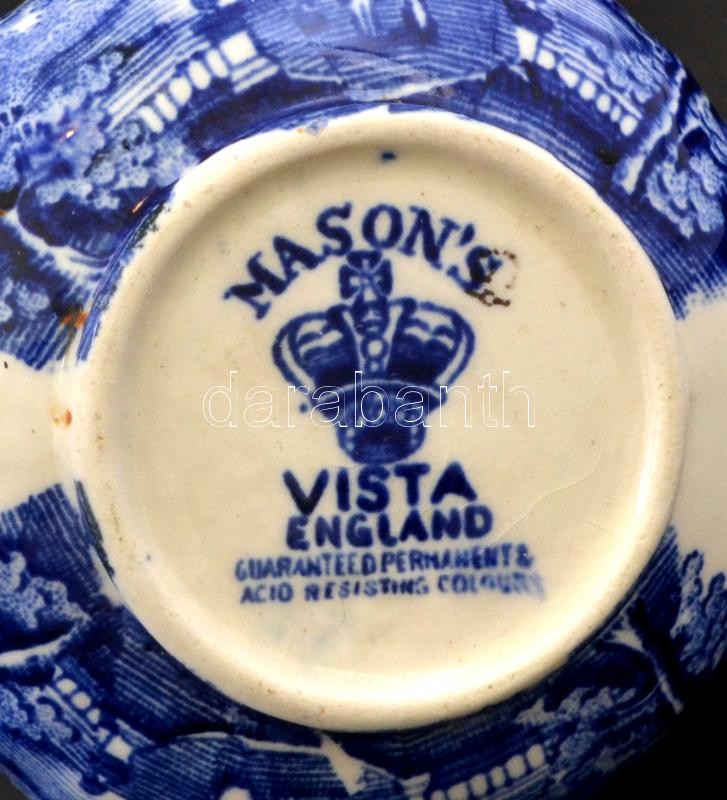 MASON'S
darabanth
VISTA
ENGLAND
GUARANTEED PERMANENT &
ACID RESISTING COLOURS